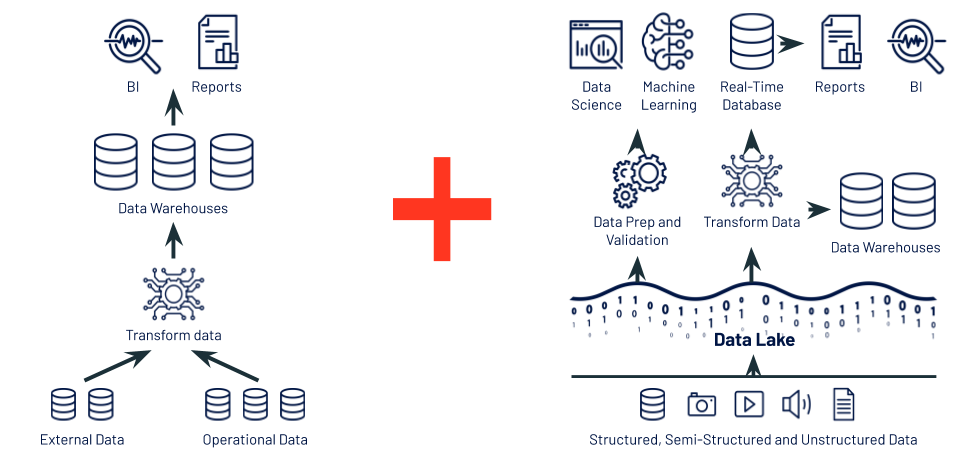 BI
Reports
Data Warehouses
Transform data
External Data
Operational Data
Data
Science
Machine
Learning
Real-Time
Database
Reports
BI
Data Prep and
Validation
Transform Data
Data Warehouses
Data Lake
Structured, Semi-Structured and Unstructured Data